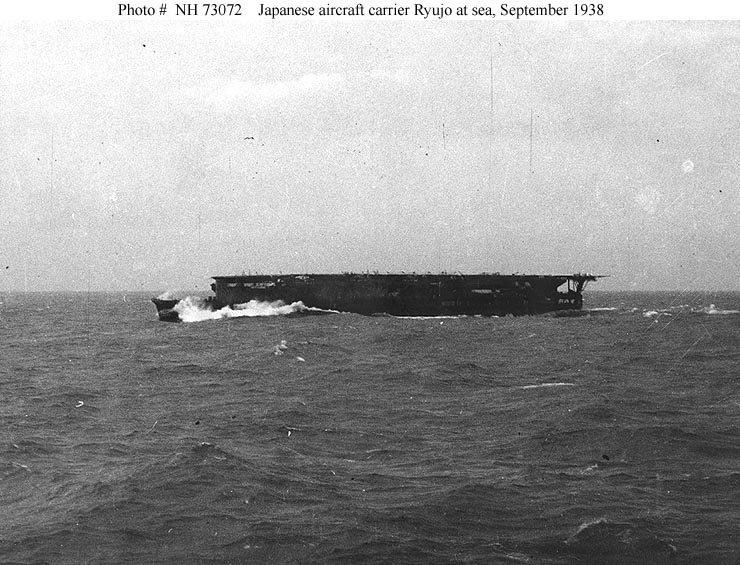 Photo # NH 73072 Japanese aircraft carrier Ryujo at sea, September 1938